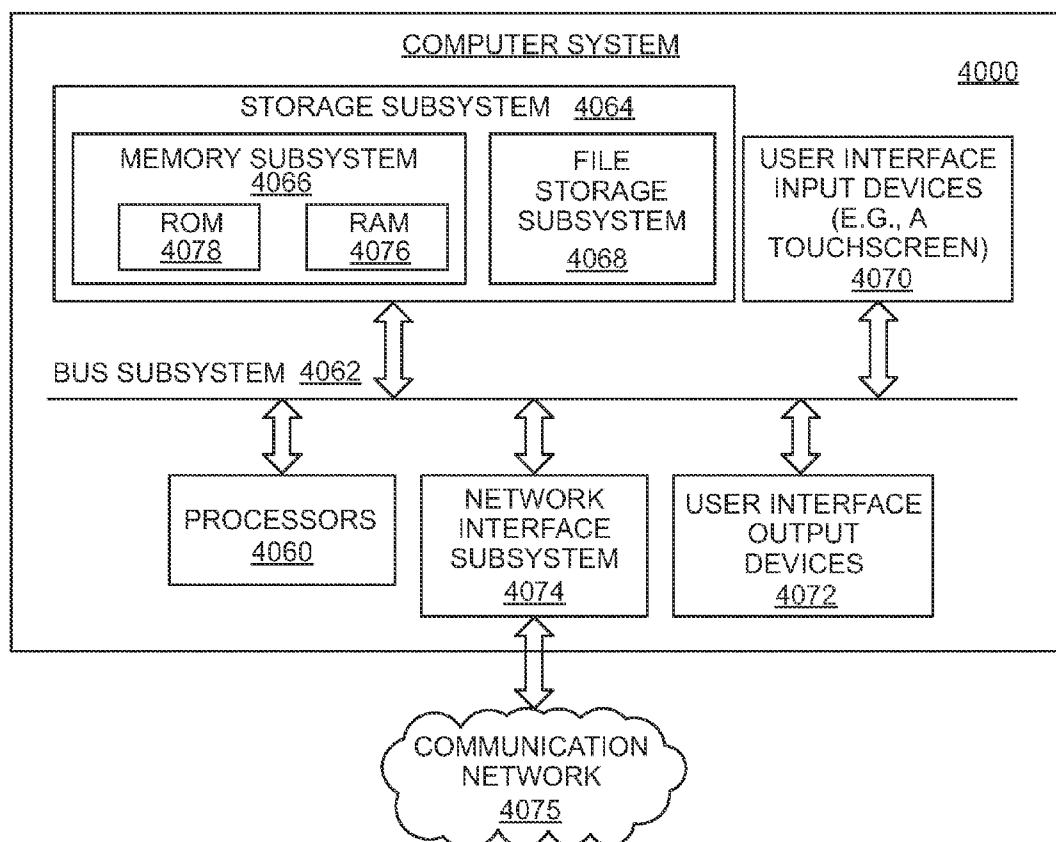 COMPUTER SYSTEM
4000
STORAGE SUBSYSTEM 4064
MEMORY SUBSYSTEM
4066
ROM
4078
RAM
4076
FILE
STORAGE
SUBSYSTEM
4068
USER INTERFACE
INPUT DEVICES
(E.G., A
TOUCHSCREEN)
4070
BUS SUBSYSTEM 4062
PROCESSORS
4060
NETWORK
INTERFACE
SUBSYSTEM
4074
USER INTERFACE
OUTPUT
DEVICES
4072
COMMUNICATION
NETWORK
4075